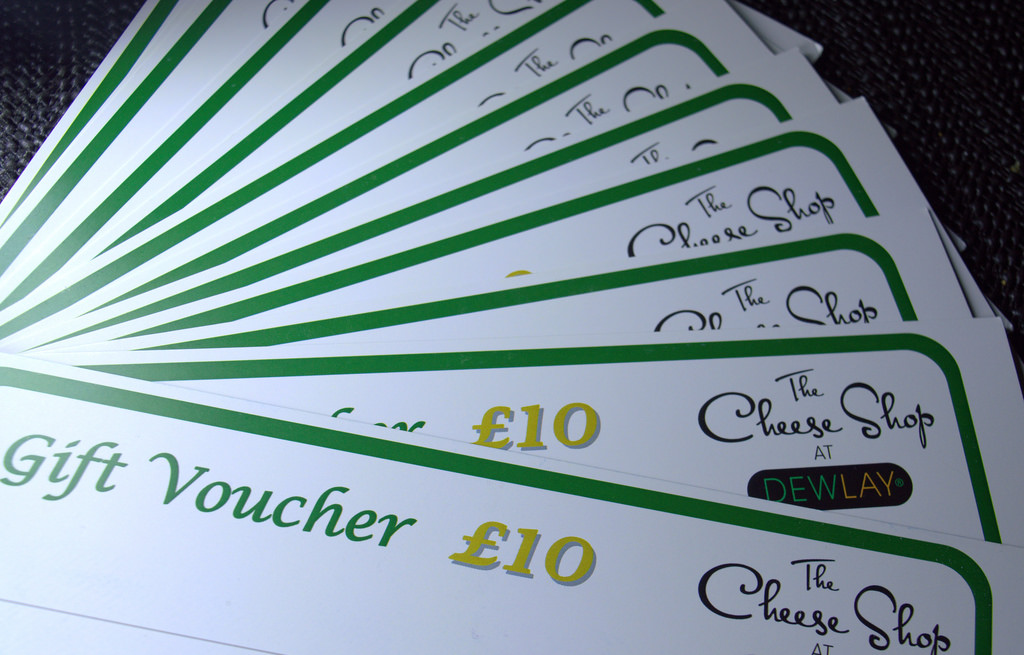 The
The
The
The
Cheese Shop
The
Shop
£10
The
Cheese Shop
AT
DEWLAY®
Gift Voucher £10
The
Cheese Shop
AT